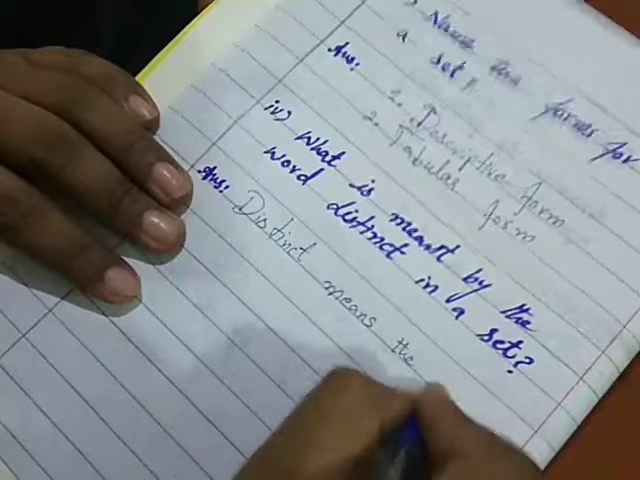 Name the forms for
a set.
Ans: 1. Descriptive form
2. Tabular form
iv) What is meant by the
word distinct in a set?
Ans: Distinct means the